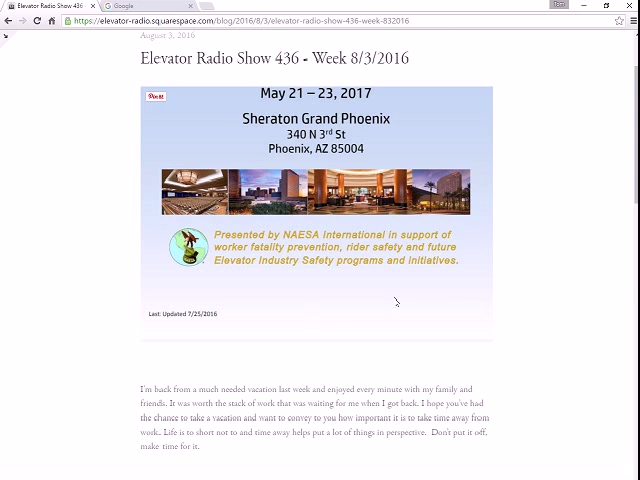 Elevator Radio Show 436 -
Google
Tom
https://elevator-radio.squarespace.com/blog/2016/8/3/elevator-radio-show-436-week-832016
August 3, 2016
Elevator Radio Show 436 - Week 8/3/2016
Pin it
May 21 – 23, 2017
Sheraton Grand Phoenix
340 N 3rd St
Phoenix, AZ 85004
Presented by NAESA International in support of
worker fatality prevention, rider safety and future
Elevator Industry Safety programs and initiatives.
Last Updated 7/25/2016
I'm back from a much needed vacation last week and enjoyed every minute with my family and
friends. It was worth the stack of work that was waiting for me when I got back. I hope you've had
the chance to take a vacation and want to convey to you how important it is to take time away from
work. Life is to short not to and time away helps put a lot of things in perspective.  Don't put it off,
make time for it.